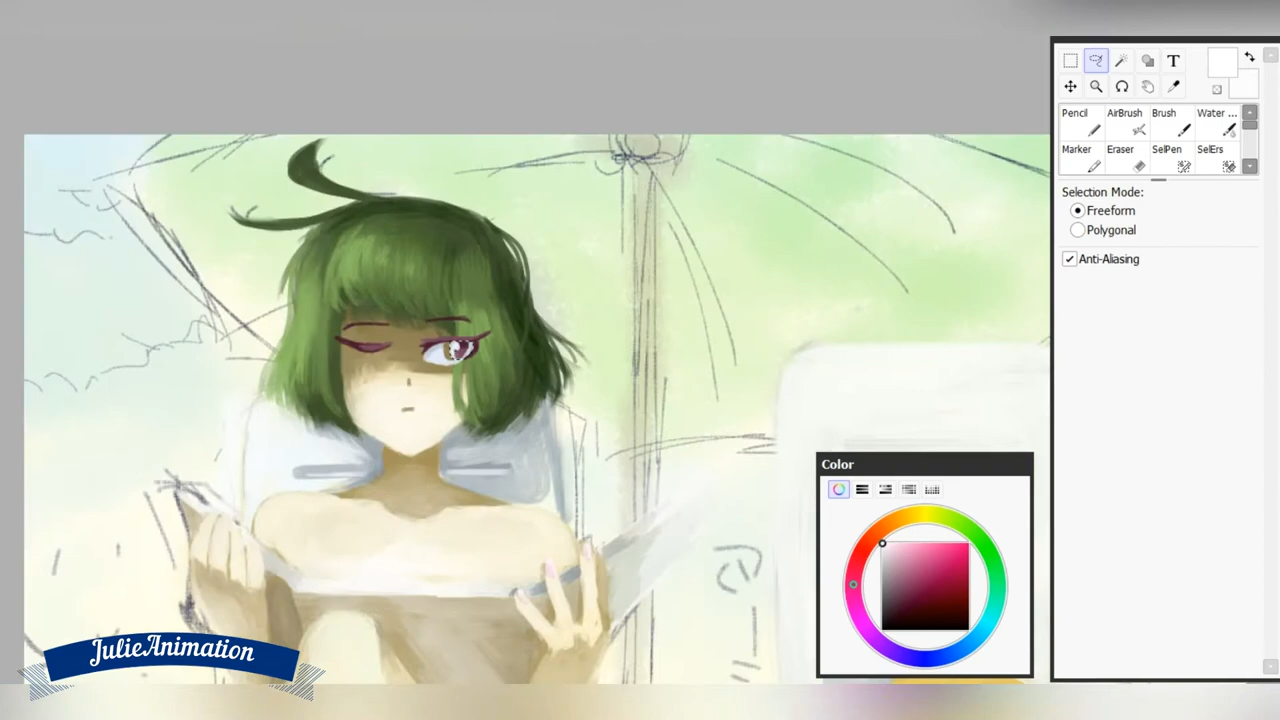 T
Pencil AirBrush Brush Water ...
Marker Eraser SelPen SelErs
Selection Mode:
Freeform
Polygonal
Anti-Aliasing
Color
JulieAnimation